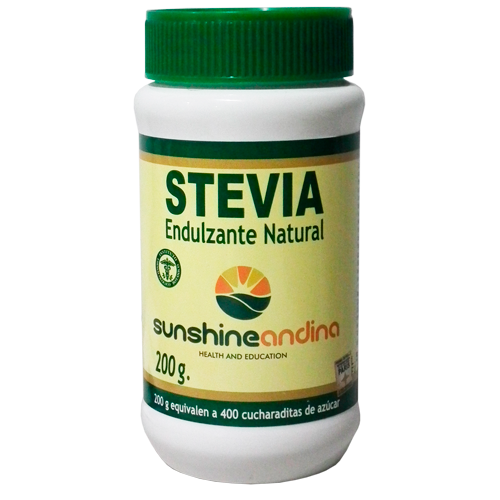 STEVIA
Endulzante Natural
sunshineandina
HEALTH AND EDUCATION
200 g.
200 g equivalen a 400 cucharaditas de azúcar